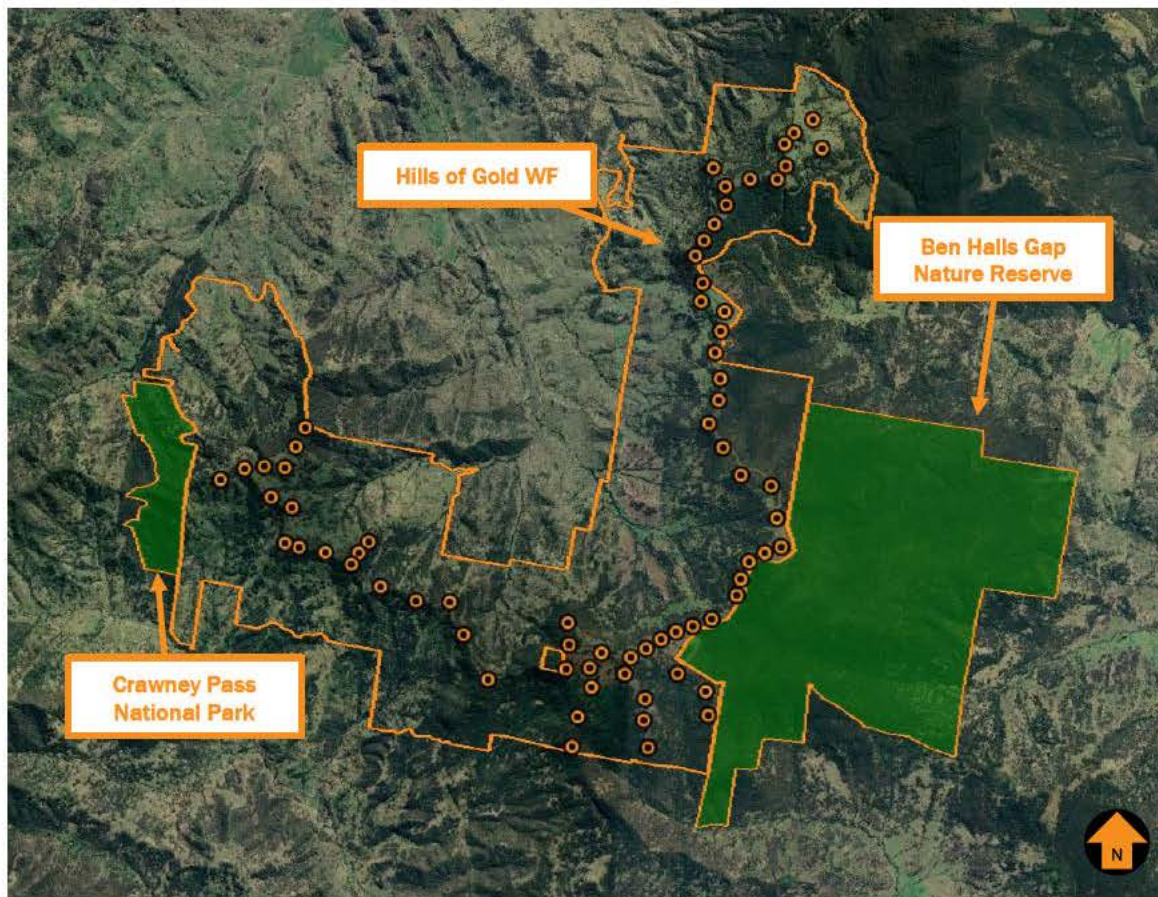 Hills of Gold WF
Ben Halls Gap
Nature Reserve
Crawney Pass
National Park
N